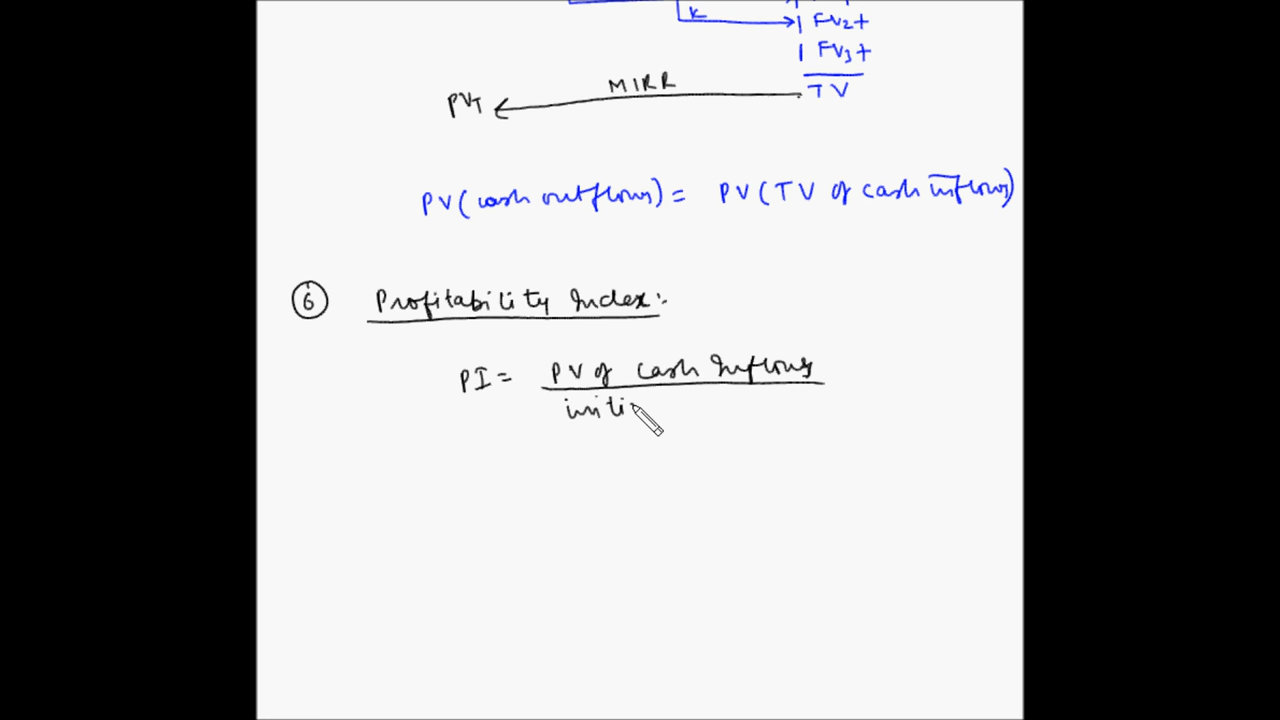 K
FV2+
FV3+
MIRR
PVT
TV
PV(cash outflows) = PV(TV of cash inflows)
6 Profitability Index:
PI = PV of cash Inflows
initi